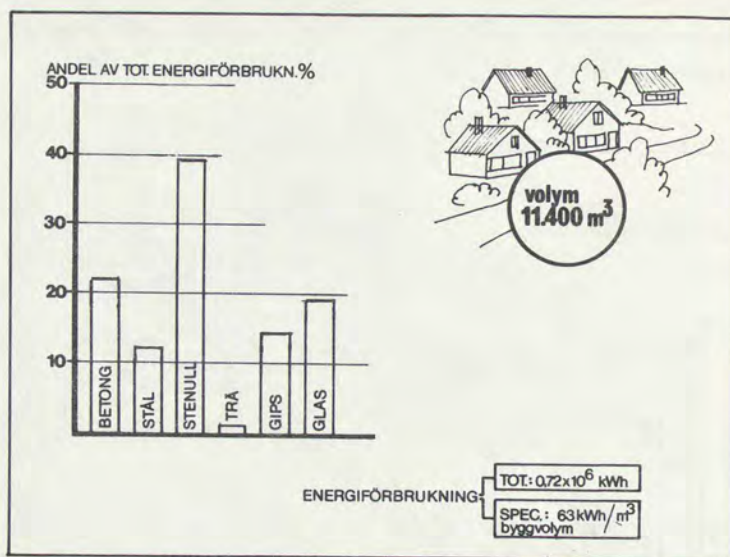 ANDEL AV TOT. ENERGIFÖRBRUKN.%
50
40
30
20
10
BETONG
STÅL
STENULL
TRÄ
GIPS
GLAS
volym
11.400 m³
ENERGIFÖRBRUKNING
TOT.: 0,72x10⁶ kWh
SPEC.: 63 kWh/m³
byggvolym